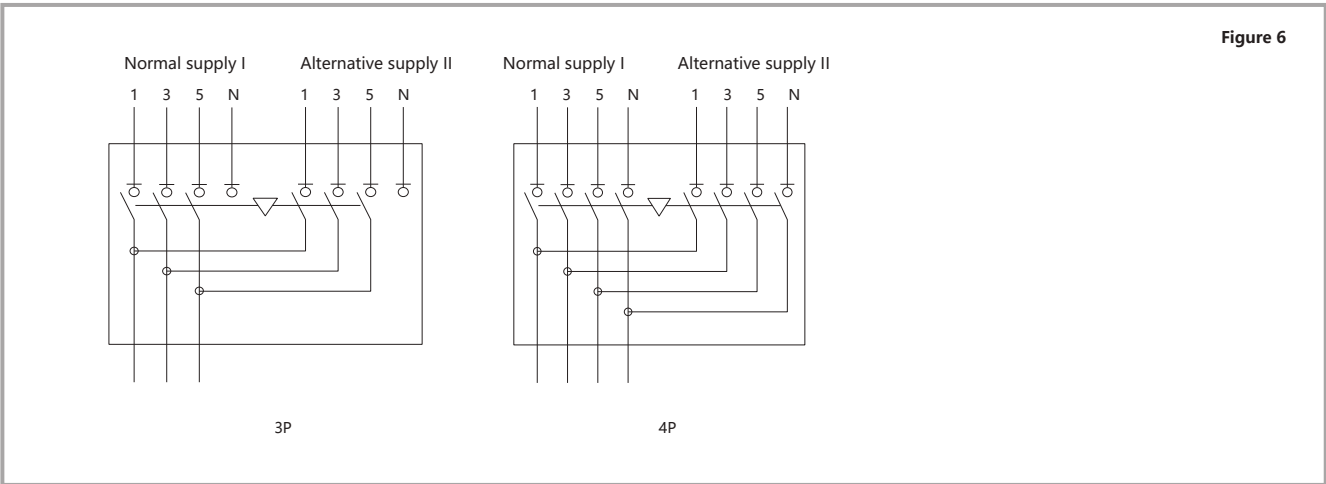 Figure 6
Normal supply I Alternative supply II Normal supply I Alternative supply II
1 3 5 N 1 3 5 N 1 3 5 N 1 3 5 N
3P 4P